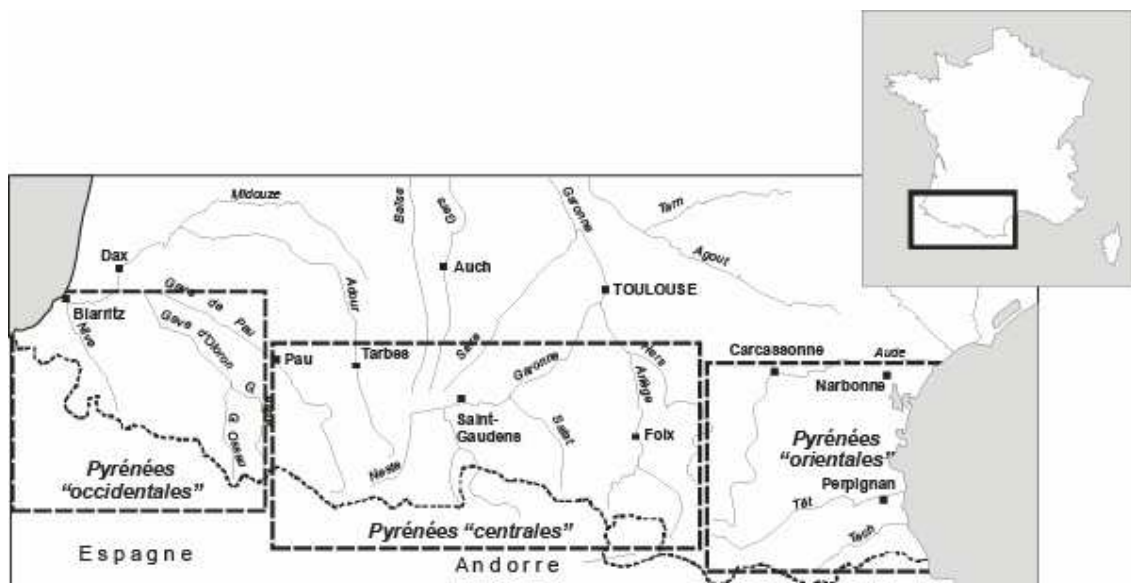 Midouze
Baïse
Gers
Garonne
Tarn
Agout
Dax
Auch
Adour
TOULOUSE
Biarritz
Nive
Gave de Pau
Gave d'Oloron
Pau
Tarbes
Save
Garonne
Hers
Ariège
Carcassonne
Aude
Narbonne
Saint-
Gaudens
Salat
Foix
G. Ossau
Neste
Pyrénées
"occidentales"
Pyrénées "centrales"
Pyrénées
"orientales"
Perpignan
Têt
Tech
Espagne
Andorre